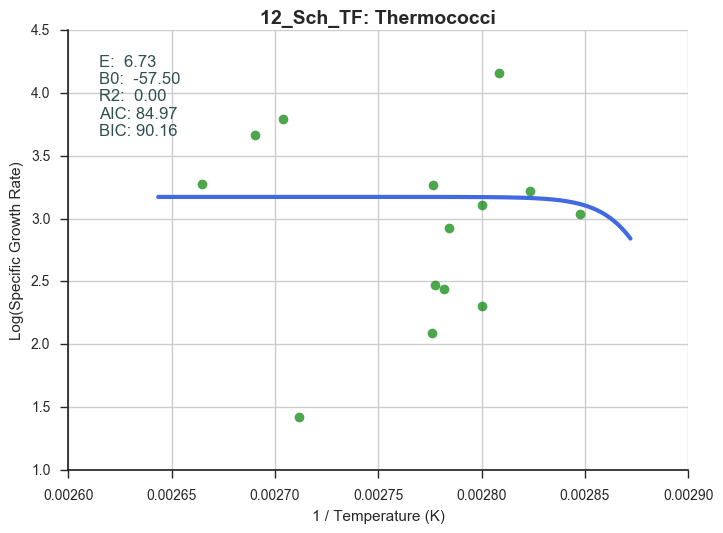 12_Sch_TF: Thermococci
E:  6.73
B0:  -57.50
R2:  0.00
AIC: 84.97
BIC: 90.16
Log(Specific Growth Rate)
4.5
4.0
3.5
3.0
2.5
2.0
1.5
1.0
0.00260 0.00265 0.00270 0.00275 0.00280 0.00285 0.00290
1 / Temperature (K)